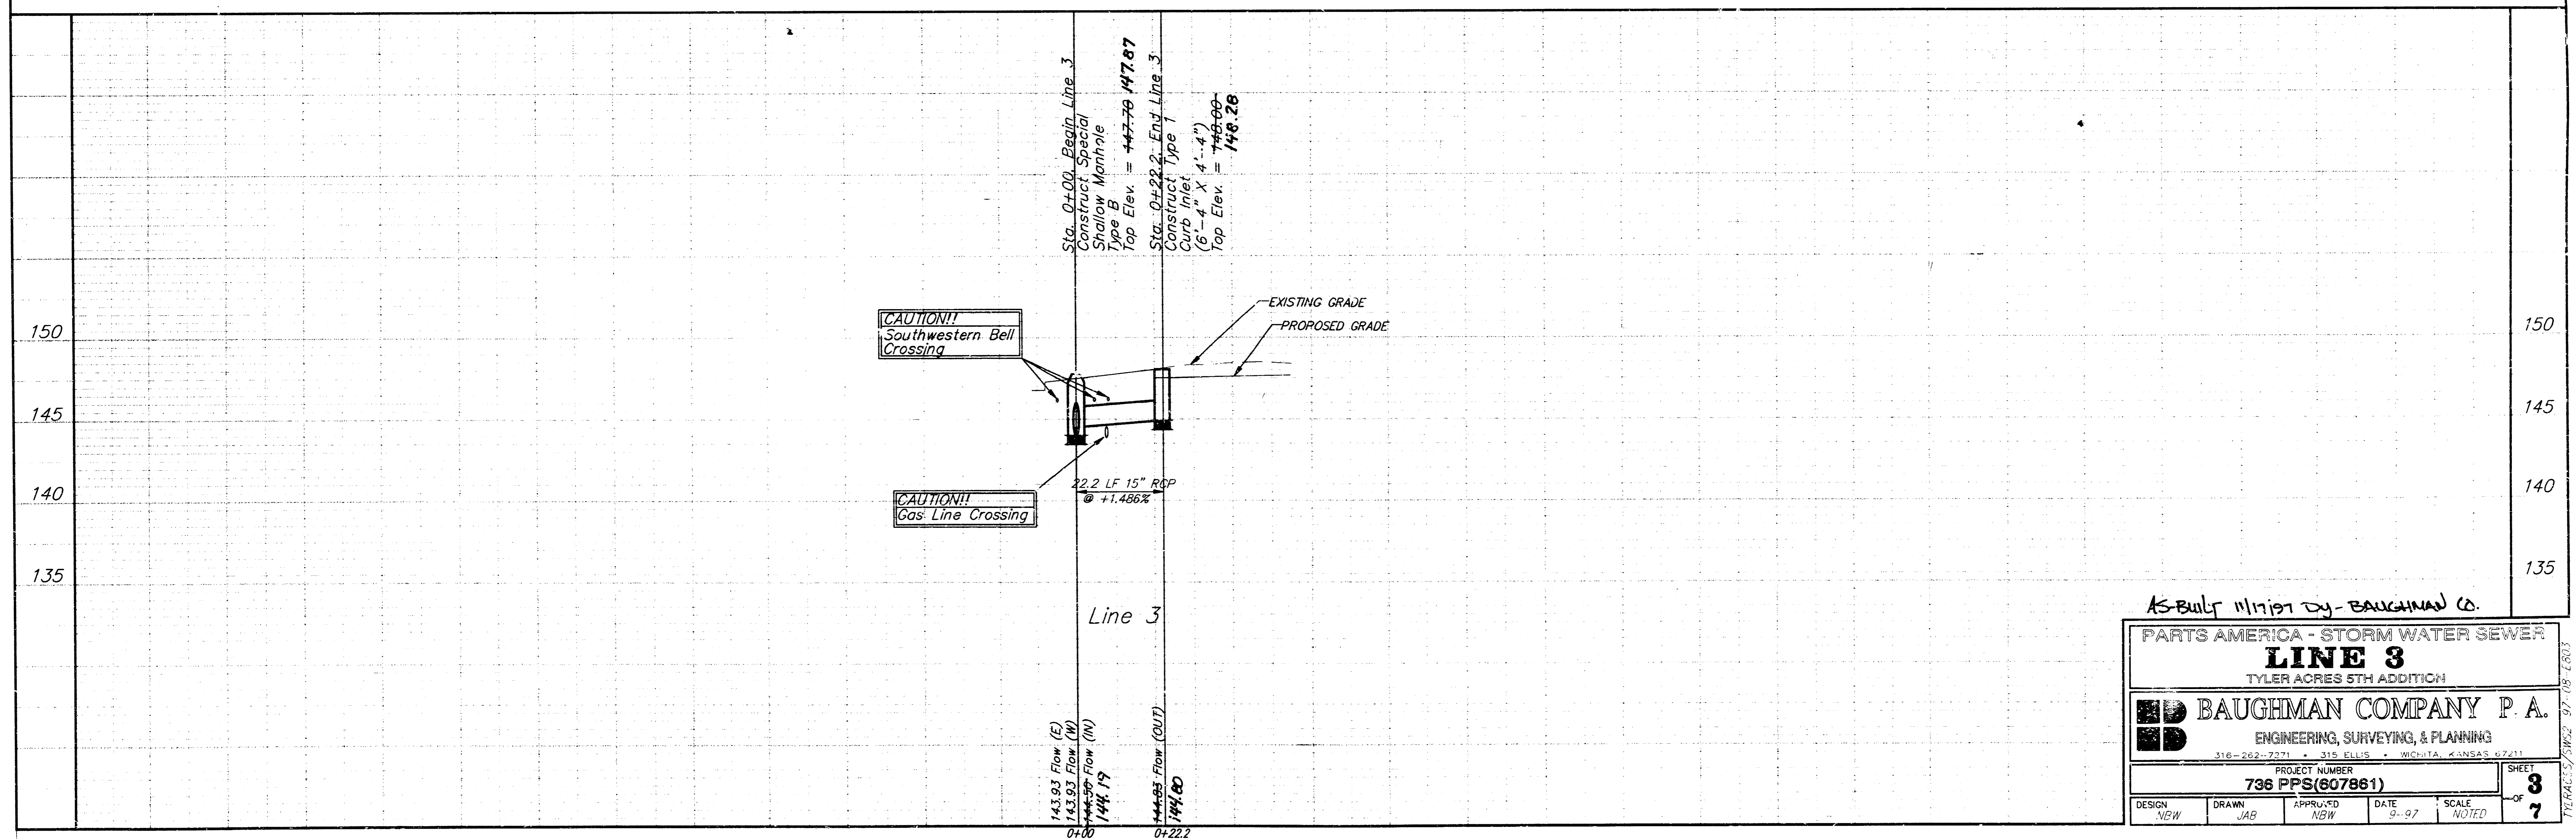 Sta. 0+00, Begin Line 3
Construct Special
Shallow Manhole
Type B
Top Elev. = 147.70 147.87
Sta. 0+22.2, End Line 3
Construct Type 1
Curb Inlet
(6'-4" X 4'-4")
Top Elev. = 148.00
148.28
EXISTING GRADE
PROPOSED GRADE
CAUTION!!
Southwestern Bell
Crossing
150
150
145
145
140
140
135
135
22.2 LF 15" RCP
@ +1.486%
CAUTION!!
Gas Line Crossing
Line 3
143.93 Flow (E)
143.93 Flow (W)
144.50 Flow (IN)
144.19
144.83 Flow (OUT)
144.80
0+00
0+22.2
AS-BUILT 11/17/97 Dy - BAUGHMAN CO.
PARTS AMERICA - STORM WATER SEWER
LINE 3
TYLER ACRES 5TH ADDITION
BAUGHMAN COMPANY P. A.
ENGINEERING, SURVEYING, & PLANNING
316-262-7271 • 315 ELLIS • WICHITA, KANSAS 67211
PROJECT NUMBER
736 PPS(607861)
SHEET
3
OF
7
DESIGN
NBW
DRAWN
JAB
APPROVED
NBW
DATE
9-97
SCALE
NOTED